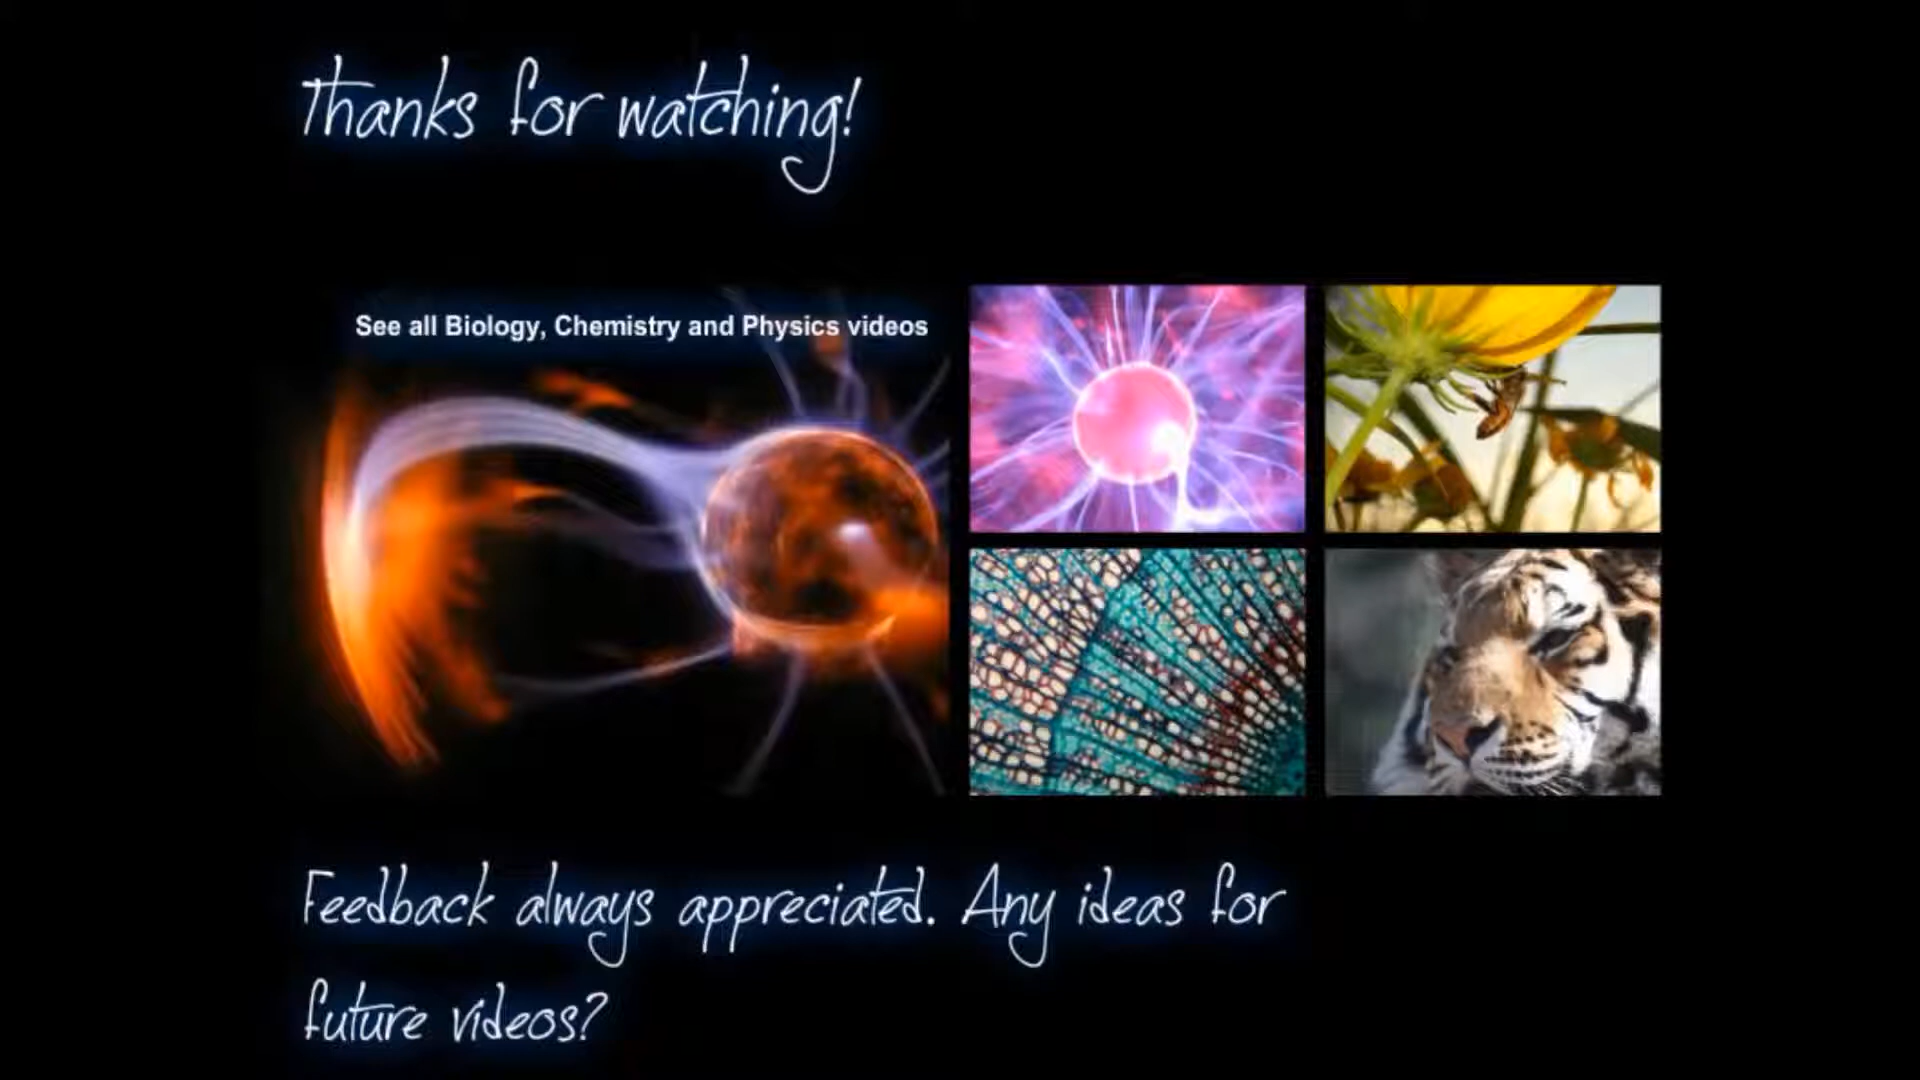 Thanks for watching!
See all Biology, Chemistry and Physics videos
Feedback always appreciated. Any ideas for
future videos?